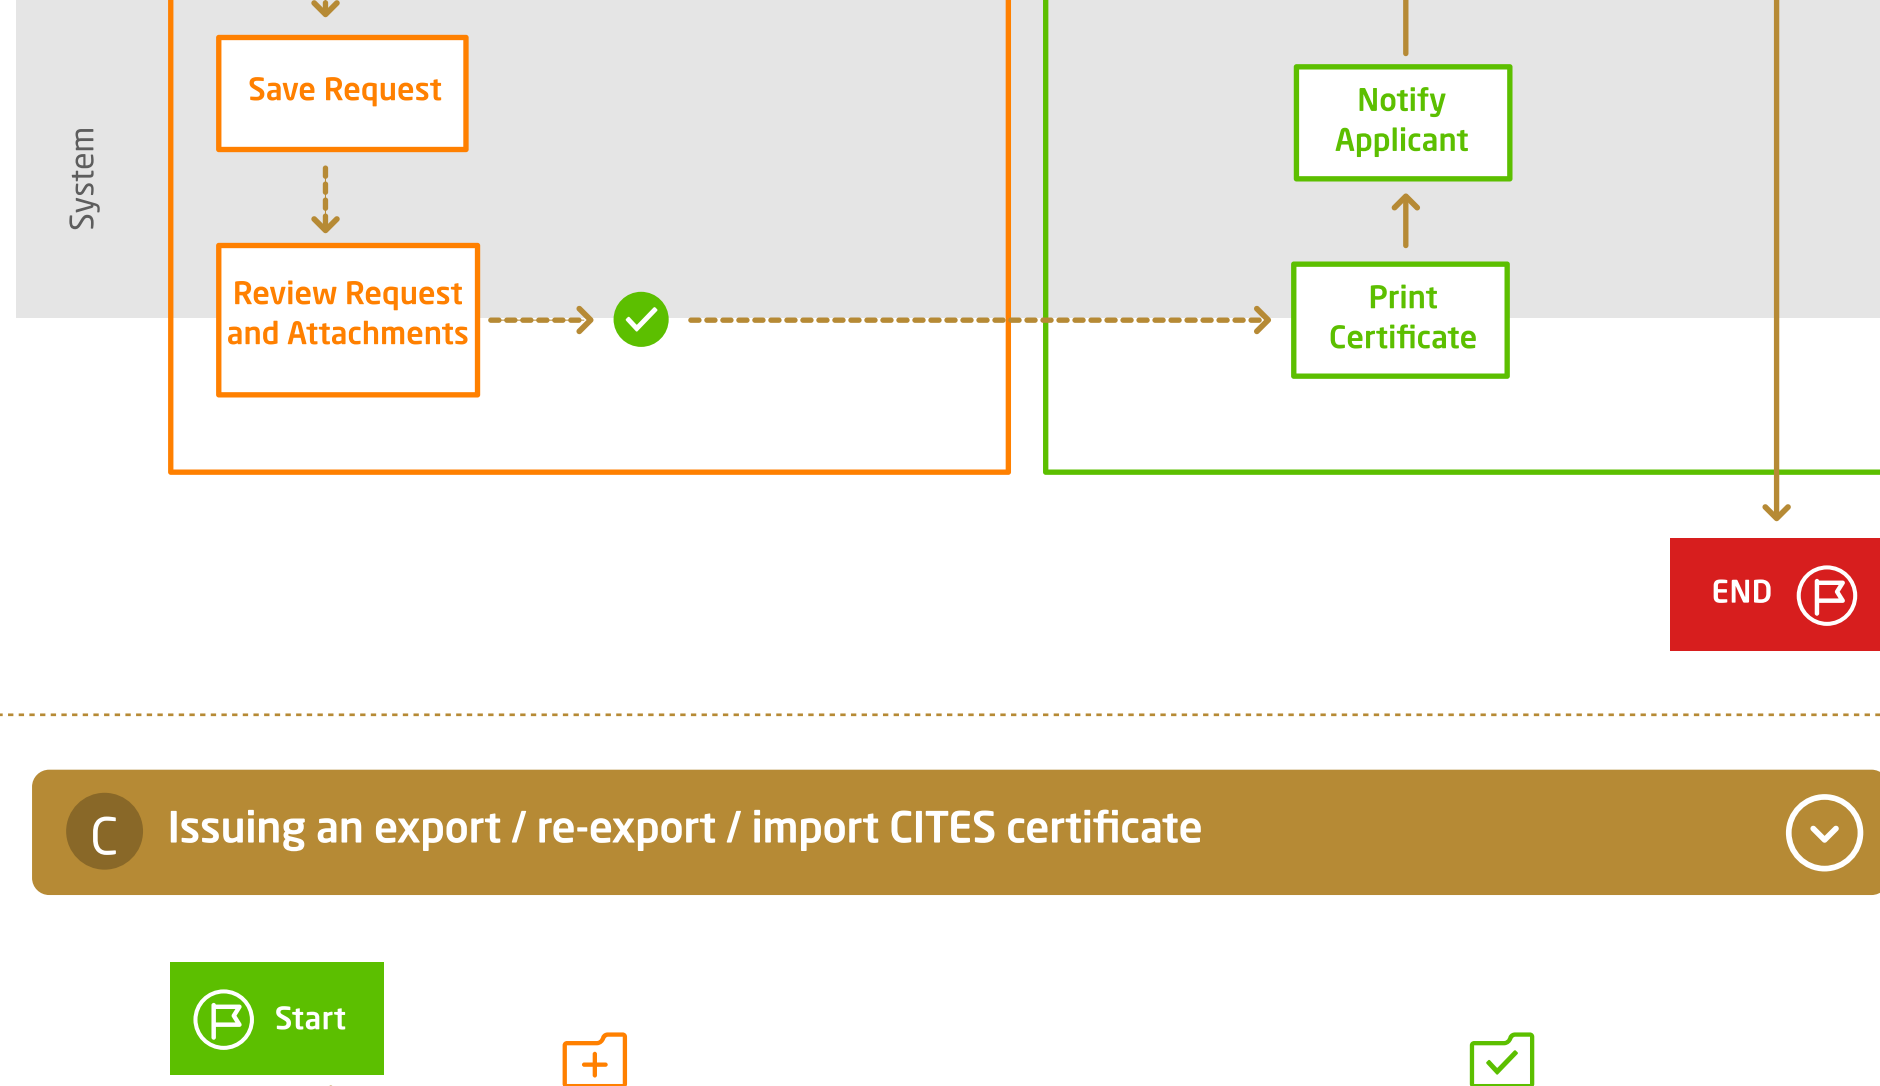 System
Save Request
Review Request
and Attachments
Notify
Applicant
Print
Certificate
END
C
Issuing an export / re-export / import CITES certificate
Start